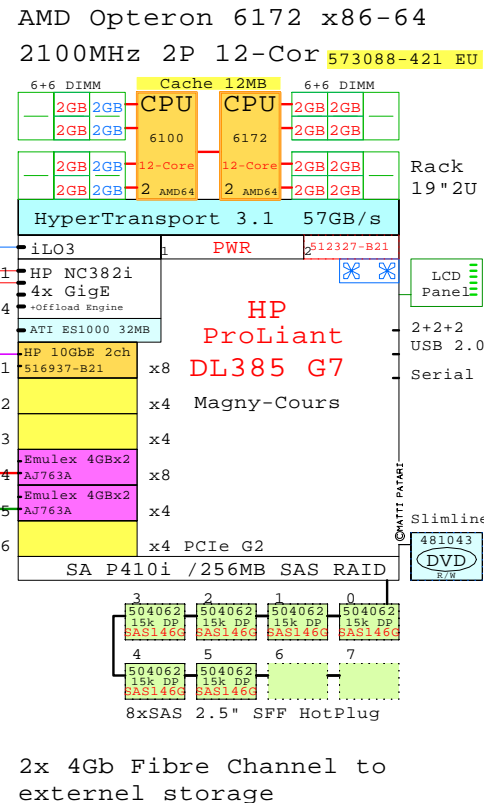 AMD Opteron 6172 x86-64
2100MHz 2P 12-Cor 573088-421 EU
6+6 DIMM Cache 12MB 6+6 DIMM
2GB 2GB CPU CPU 2GB 2GB
2GB 2GB 6100 6172 2GB 2GB
2GB 2GB 12-Core 12-Core 2GB 2GB
2GB 2GB 2 AMD64 2 AMD64 2GB 2GB
Rack
19"2U
HyperTransport 3.1 57GB/s
iLO3 1 PWR 2 512327-B21
1 HP NC382i
4x GigE
4 +Offload Engine
LCD
Panel
ATI ES1000 32MB
HP
ProLiant
DL385 G7
Magny-Cours
2+2+2
USB 2.0
Serial
HP 10GbE 2ch
1 516937-B21 x8
2 x4
3 x4
Emulex 4GBx2
4 AJ763A x8
Emulex 4GBx2
5 AJ763A x4
6 x4 PCIe G2
©MATTI PATARI
Slimline
481043
DVD
R/W
SA P410i /256MB SAS RAID
3 2 1 0
504062 504062 504062 504062
15k DP 15k DP 15k DP 15k DP
SAS146G SAS146G SAS146G SAS146G
4 5 6 7
504062 504062
15k DP 15k DP
SAS146G SAS146G
8xSAS 2.5" SFF HotPlug
2x 4Gb Fibre Channel to
externel storage